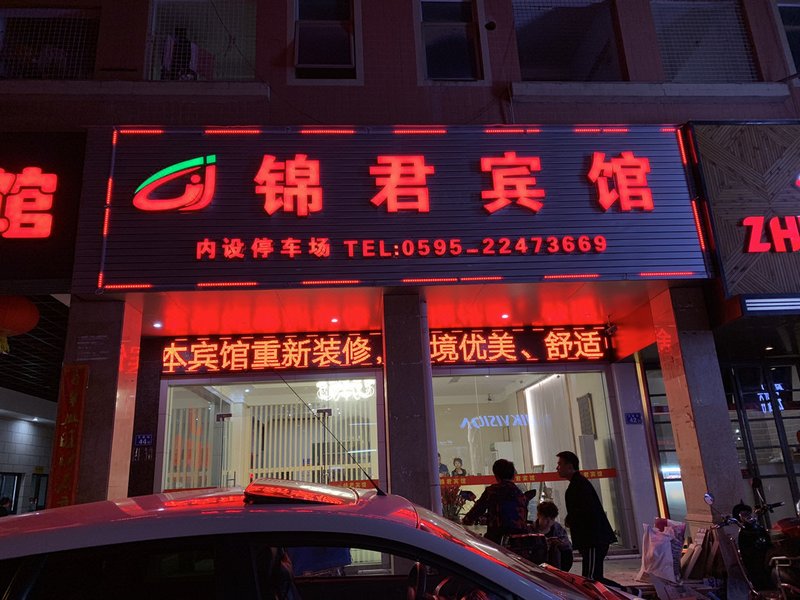 锦君宾馆
内设停车场 TEL:0595-22473669
馆
ZH
本宾馆重新装修，境优美、舒适
HIKVISION